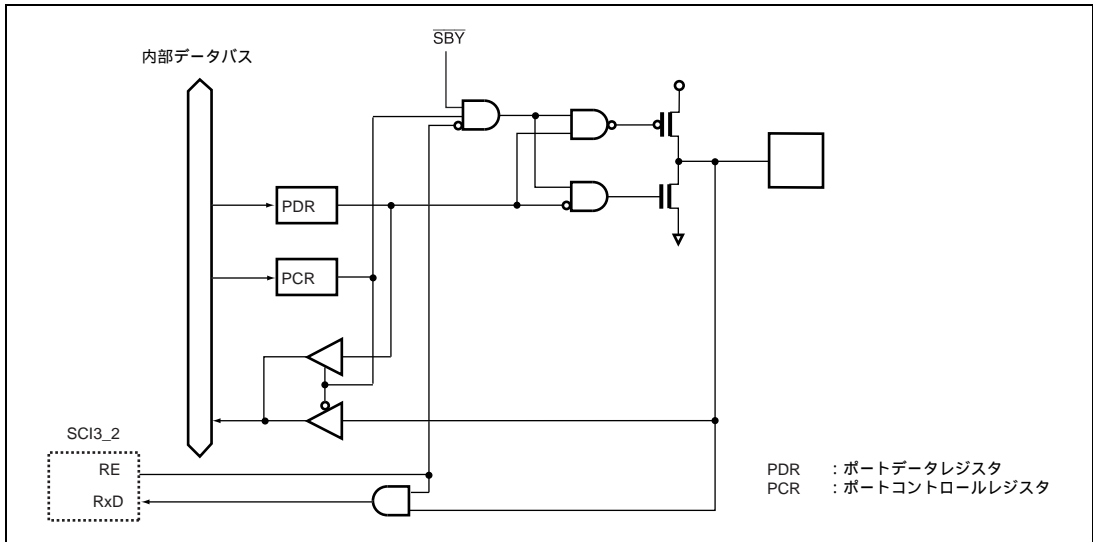 SBY
内部データバス
PDR
PCR
SCI3_2
RE
RxD
PDR :ポートデータレジスタ
PCR :ポートコントロールレジスタ